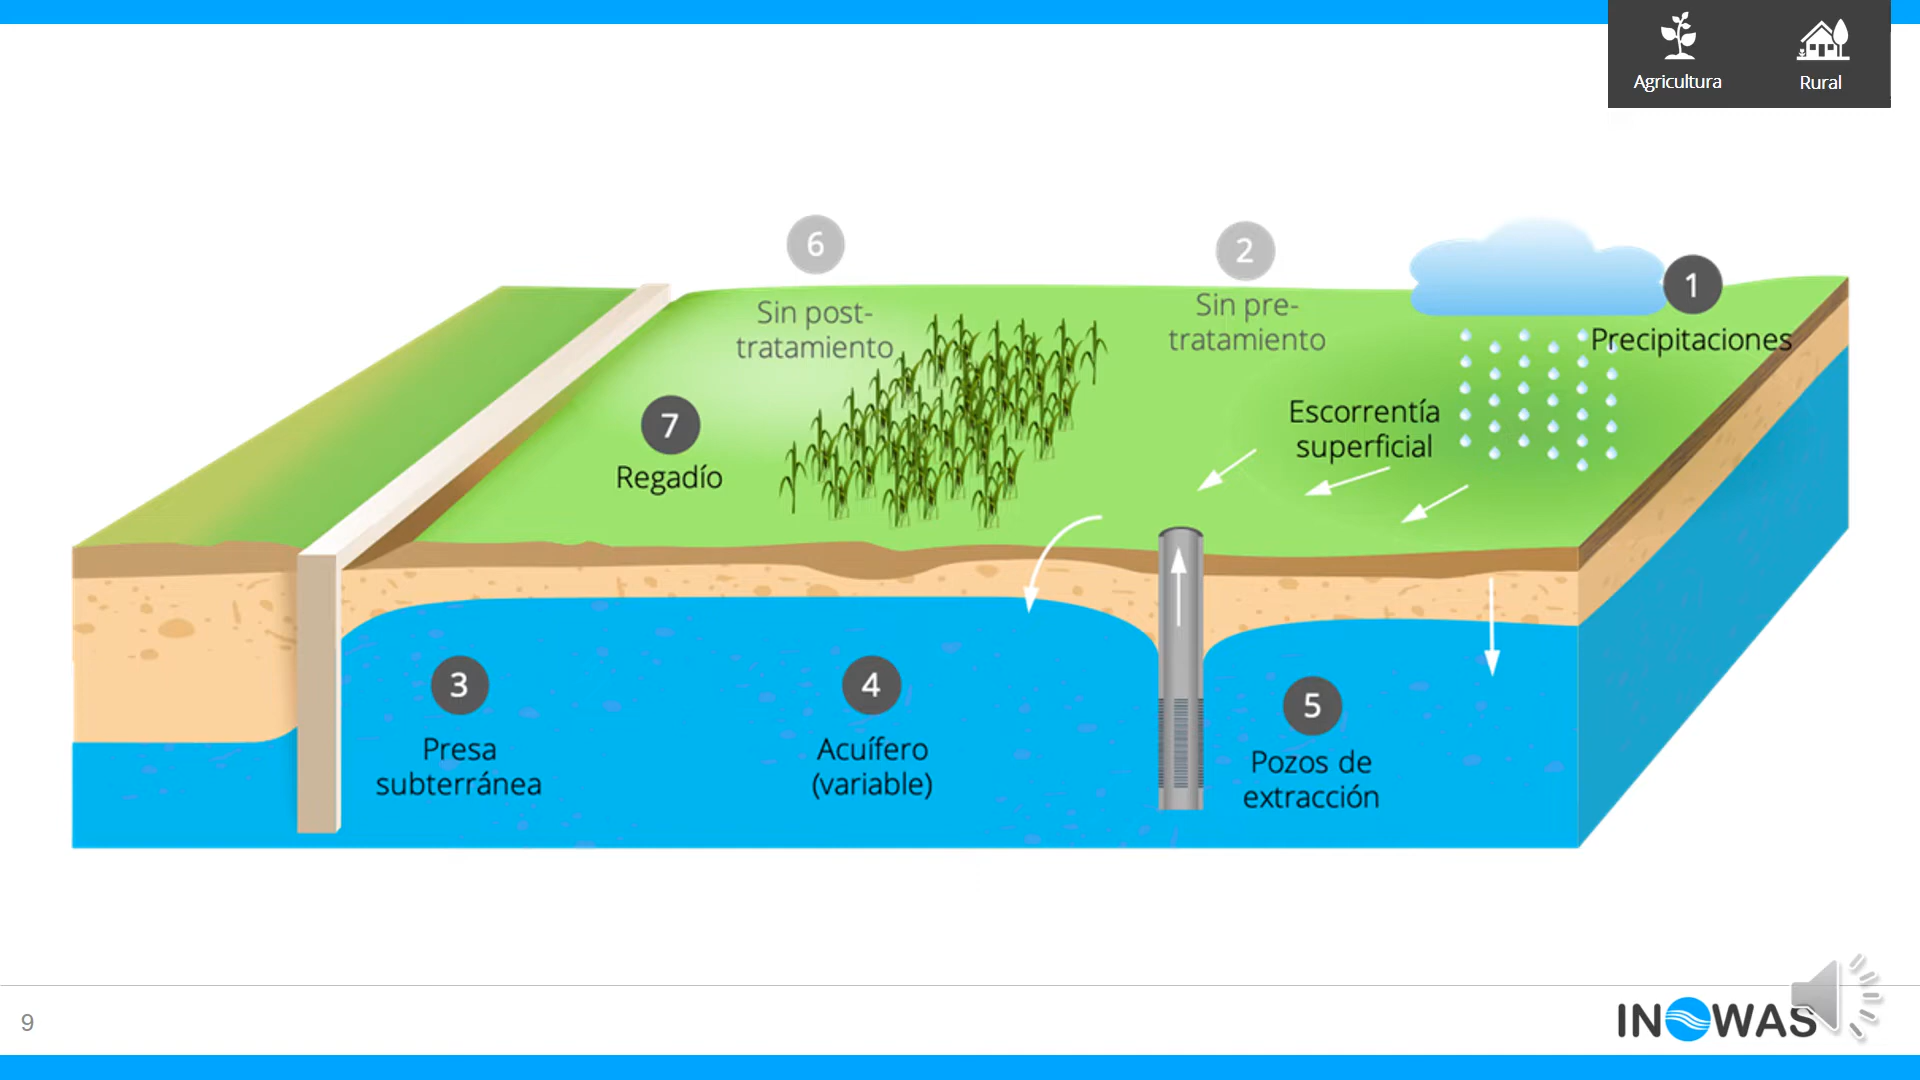 Agricultura
Rural
6
Sin post-
tratamiento
2
Sin pre-
tratamiento
1
Precipitaciones
Escorrentía
superficial
7
Regadío
3
Presa
subterránea
4
Acuífero
(variable)
5
Pozos de
extracción
9
INOWAS